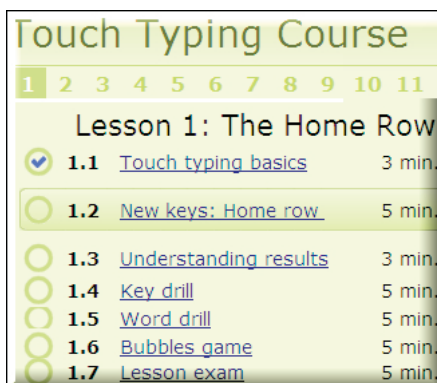 Touch Typing Course
1 2 3 4 5 6 7 8 9 10 11
Lesson 1: The Home Row
1.1 Touch typing basics 3 min.
1.2 New keys: Home row 5 min.
1.3 Understanding results 3 min.
1.4 Key drill 5 min.
1.5 Word drill 5 min.
1.6 Bubbles game 5 min.
1.7 Lesson exam 5 min.